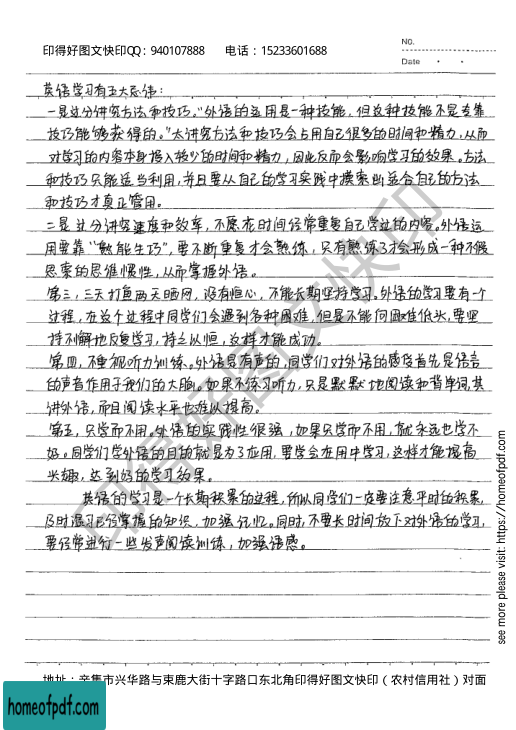 印得好图文快印QQ：940107888 电话：15233601688
NO.
Date
英语学习有五大忌讳：
一是过分讲究方法和技巧。"外语的运用是一种技能，但这种技能不是专靠
技巧能够获得的。"太讲究方法和技巧会占用自己很多的时间和精力，从而
对学习的内容本身投入较少的时间和精力，因此反而会影响学习的效果。方法
和技巧只能适当利用，并且要从自己的学习实践中摸索出适合自己的方法
和技巧才真正管用。
二是过分讲究速度和效率，不愿花时间经常重复自己学过的内容。外语运
用要靠"熟能生巧"，要不断重复才会熟练，只有熟练了才会形成一种不假
思索的思维惯性，从而掌握外语。
第三，三天打鱼两天晒网，没有恒心，不能长期坚持学习。外语的学习要有一个
过程，在这个过程中同学们会遇到各种困难，但是不能向困难低头，要坚
持不懈地反复学习，持之以恒，这样才能成功。
第四，不重视听力训练。外语是有声的，同学们对外语的感受首先是语言
的声音作用于我们的大脑。如果不练习听力，只是默默地阅读和背单词，其
讲外语，而且阅读水平也难以提高。
第五，只学而不用。外语的实践性很强，如果只学而不用，就永远也学不
好。同学们学外语的目的就是为了应用，要学会在用中学习，这样才能提高
兴趣，达到好的学习效果。
英语的学习是一个长期积累的过程，所以同学们一定要注意平时的积累，
及时温习已经掌握的知识，加强记忆。同时，不要长时间放下对外语的学习，
要经常进行一些发声阅读训练，加强语感。
印得好图文快印
see more please visit: https://homeofpdf.com
地址：辛集市兴华路与束鹿大街十字路口东北角印得好图文快印（农村信用社）对面
homeofpdf.com